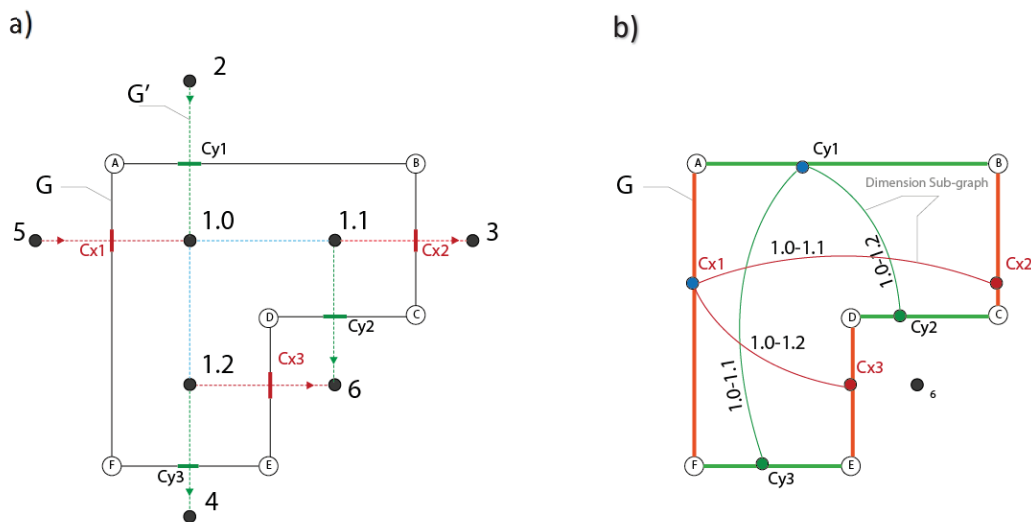 a)
2
G'
Cy1
A
B
G
1.0
1.1
5
3
Cx1
Cx2
D
C
Cy2
Cx3
1.2
6
F
E
Cy3
4
b)
Cy1
A
B
G
Dimension Sub-graph
1.0-1.1
1.0-1.2
Cx1
Cx2
D
C
Cy2
1.0-1.2
Cx3
1.0-1.1
6
F
E
Cy3